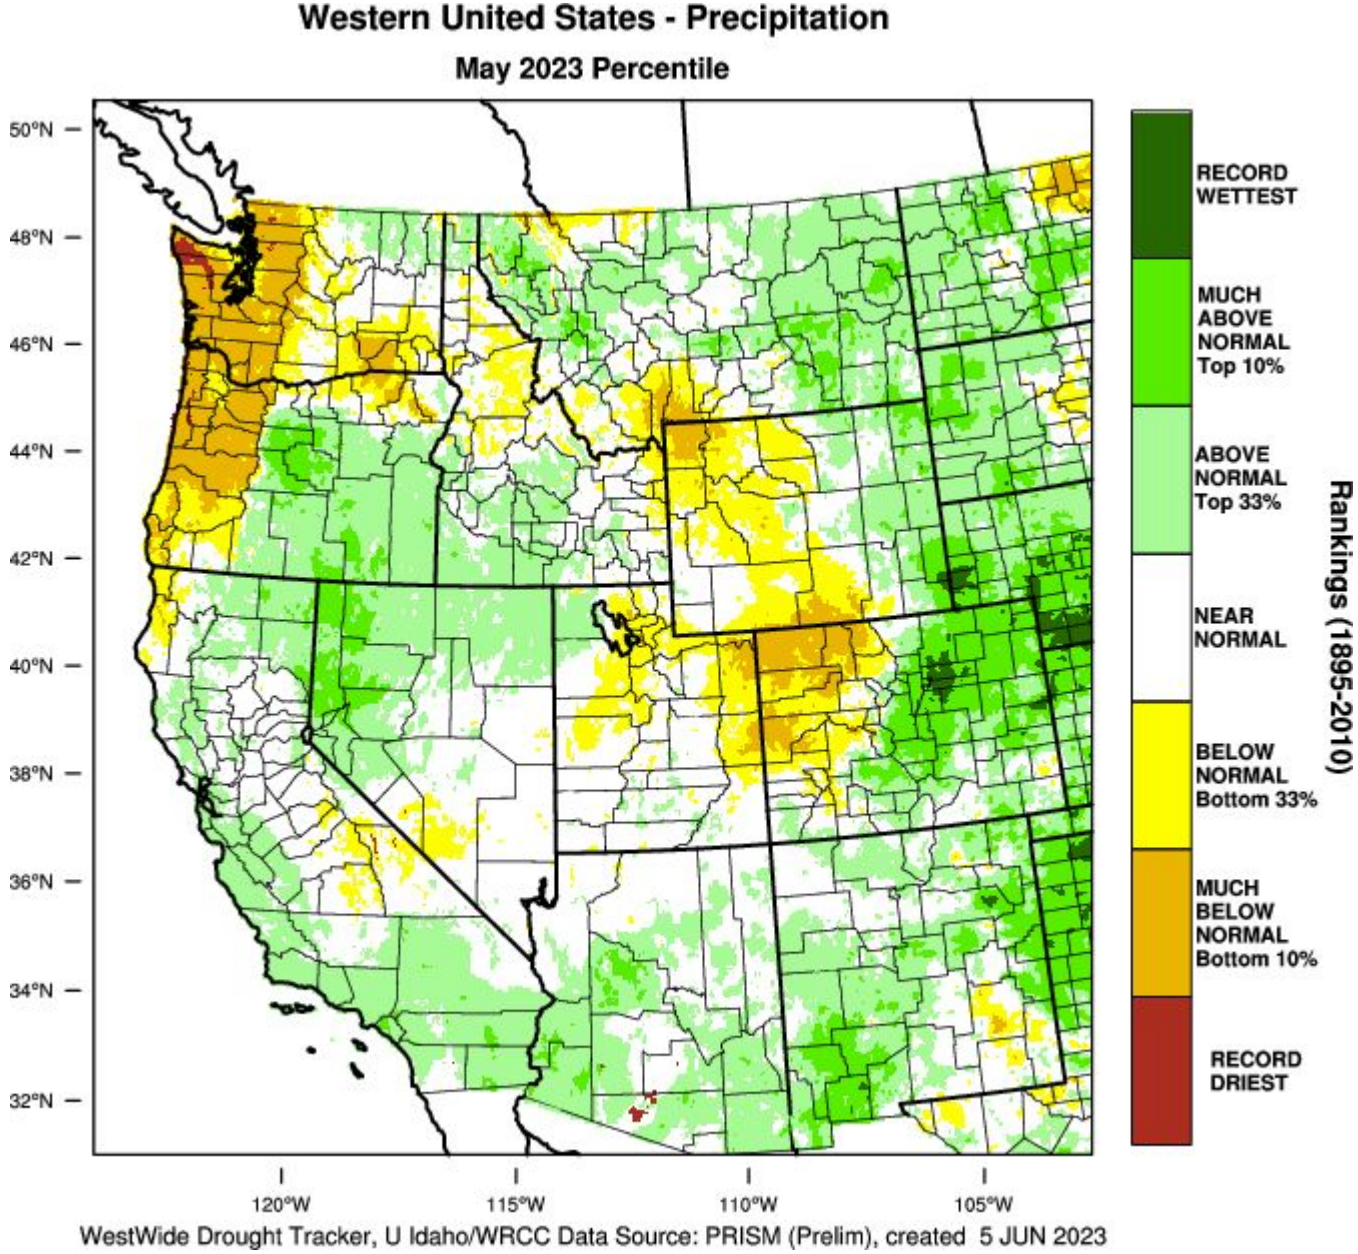 Western United States - Precipitation
May 2023 Percentile
50°N
48°N
46°N
44°N
42°N
40°N
38°N
36°N
34°N
32°N
120°W
115°W
110°W
105°W
RECORD
WETTEST
MUCH
ABOVE
NORMAL
Top 10%
ABOVE
NORMAL
Top 33%
NEAR
NORMAL
BELOW
NORMAL
Bottom 33%
MUCH
BELOW
NORMAL
Bottom 10%
RECORD
DRIEST
Rankings (1895-2010)
WestWide Drought Tracker, U Idaho/WRCC Data Source: PRISM (Prelim), created 5 JUN 2023